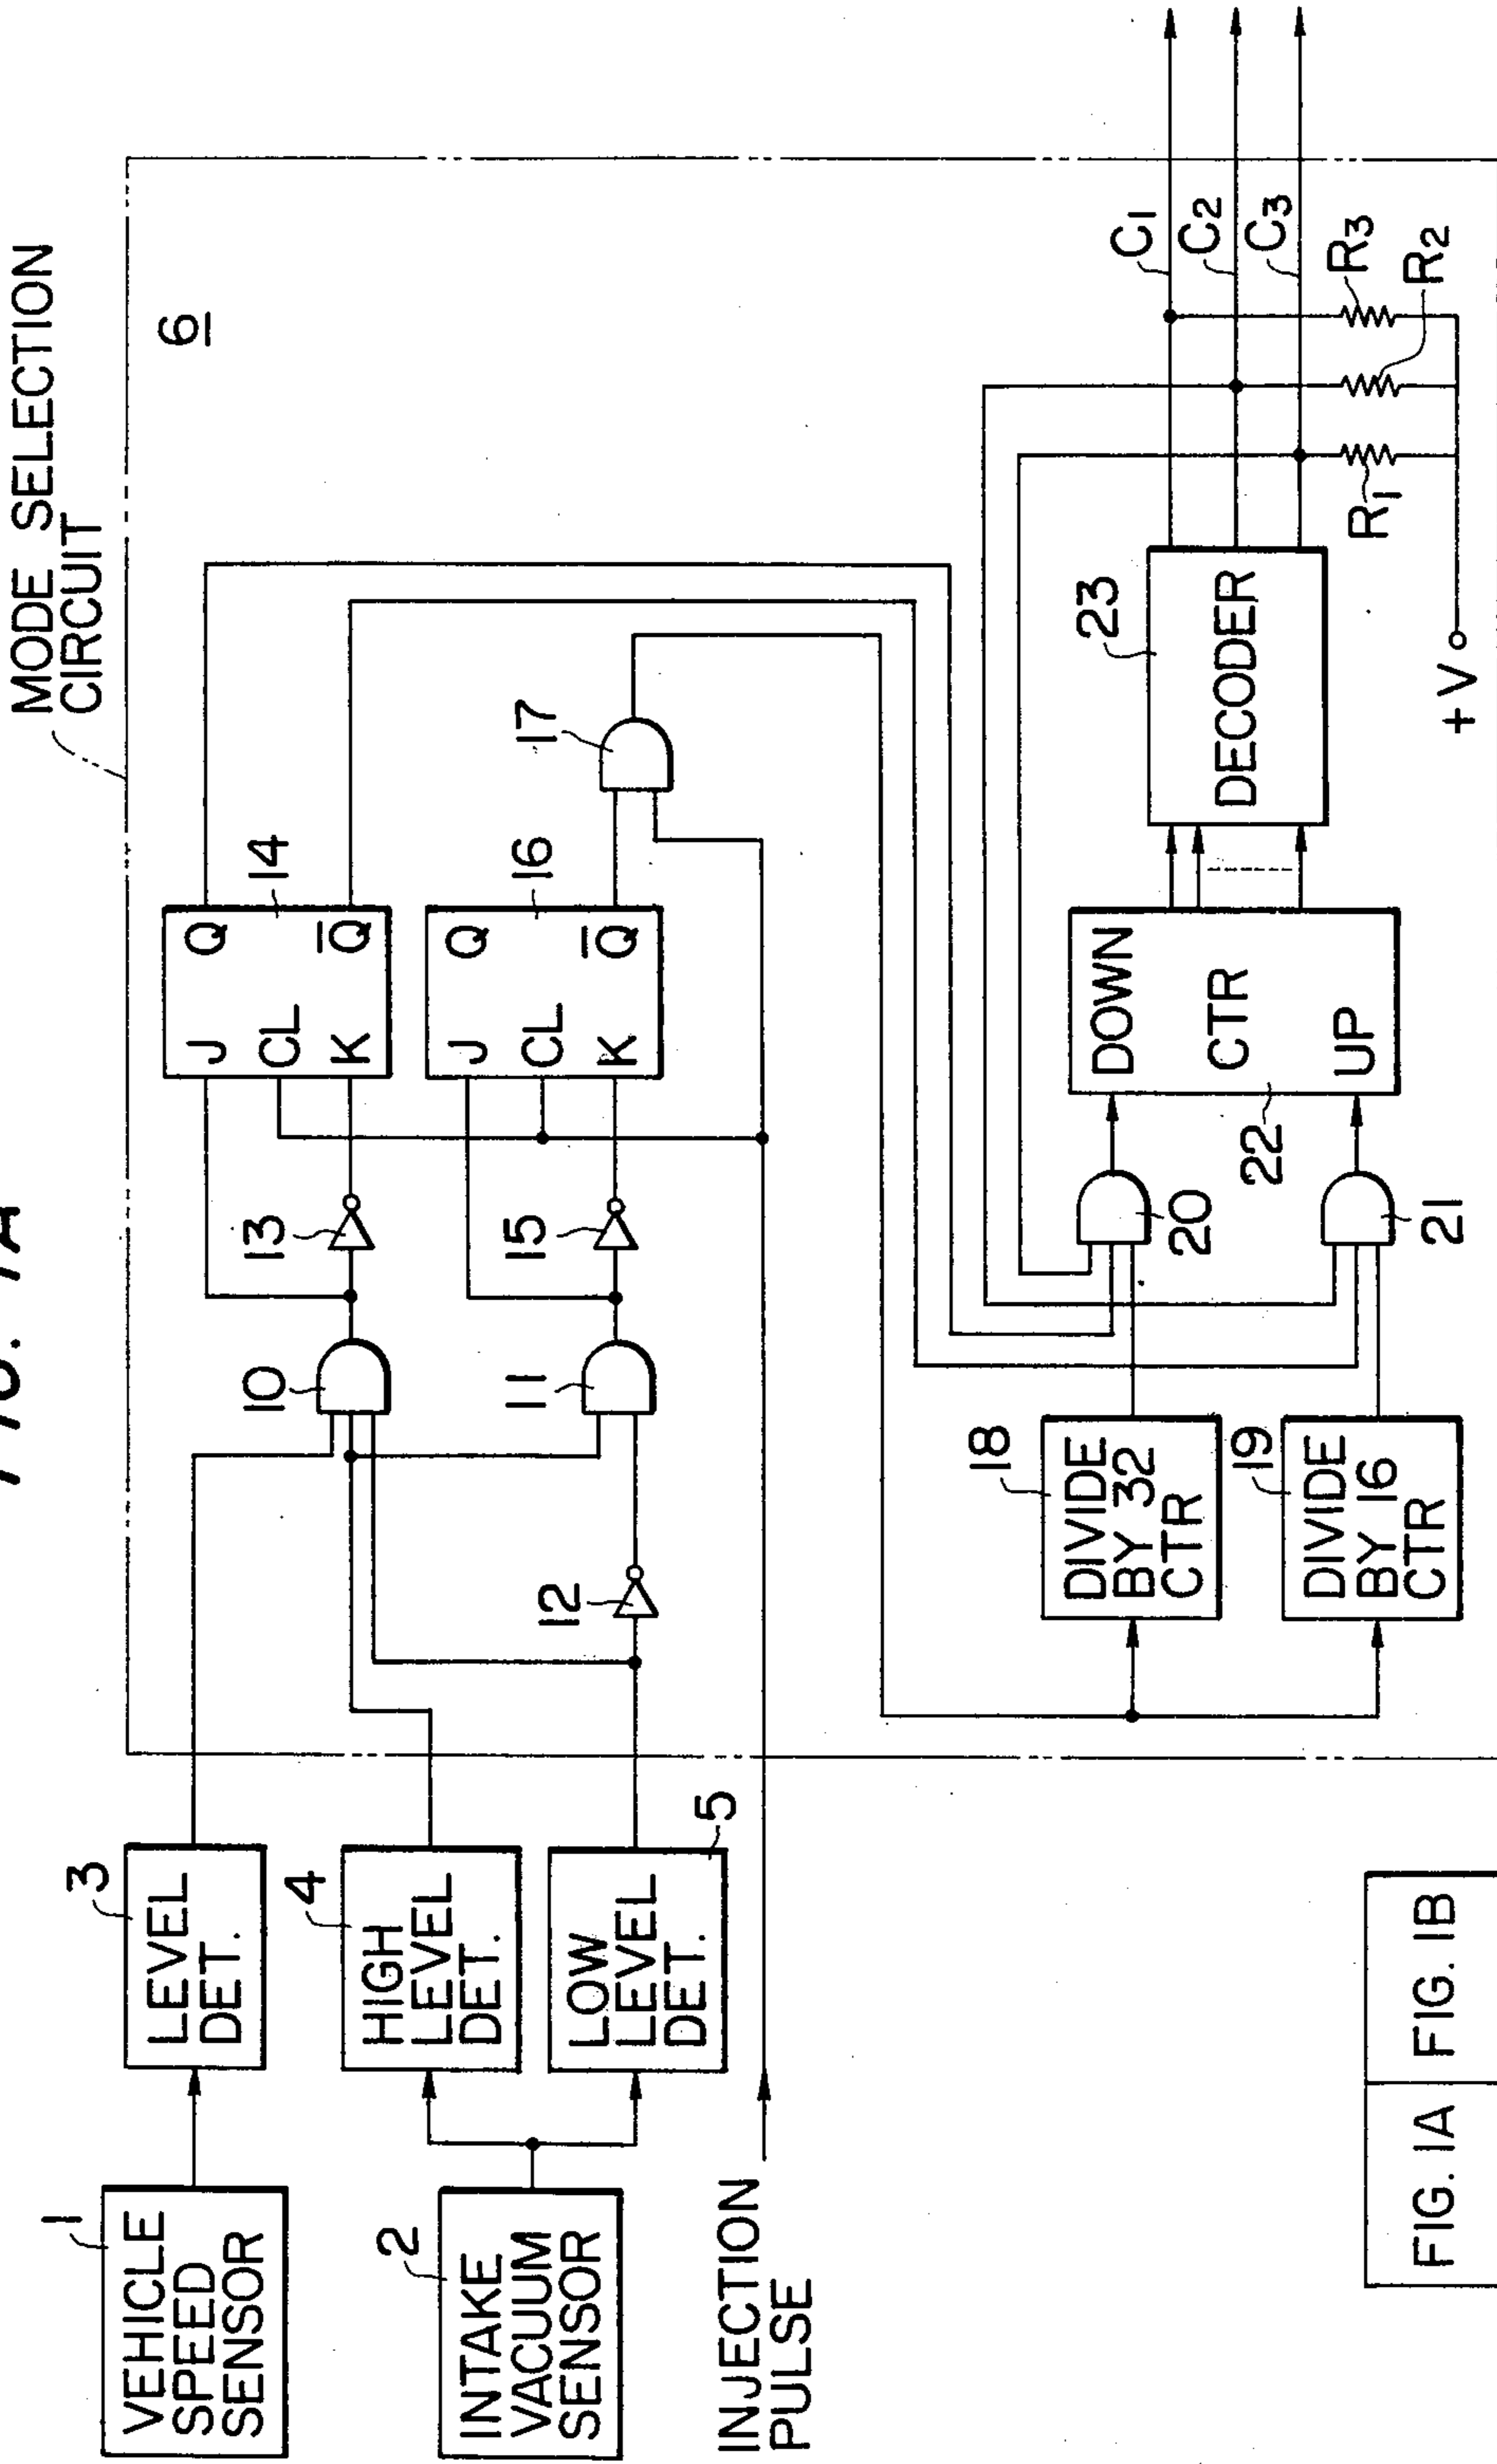 FIG. 1A
MODE SELECTION
CIRCUIT
6
1
VEHICLE
SPEED
SENSOR
3
LEVEL
DET.
2
INTAKE
VACUUM
SENSOR
4
HIGH
LEVEL
DET.
5
LOW
LEVEL
DET.
INJECTION
PULSE
10
11
12
13
15
14
J Q
CL
K Q̅
16
J Q
CL
K Q̅
17
18
DIVIDE
BY 32
CTR
19
DIVIDE
BY 16
CTR
20
21
22
DOWN
CTR
UP
23
DECODER
C1
C2
C3
R1
R2
R3
+V
FIG. 1A FIG. 1B